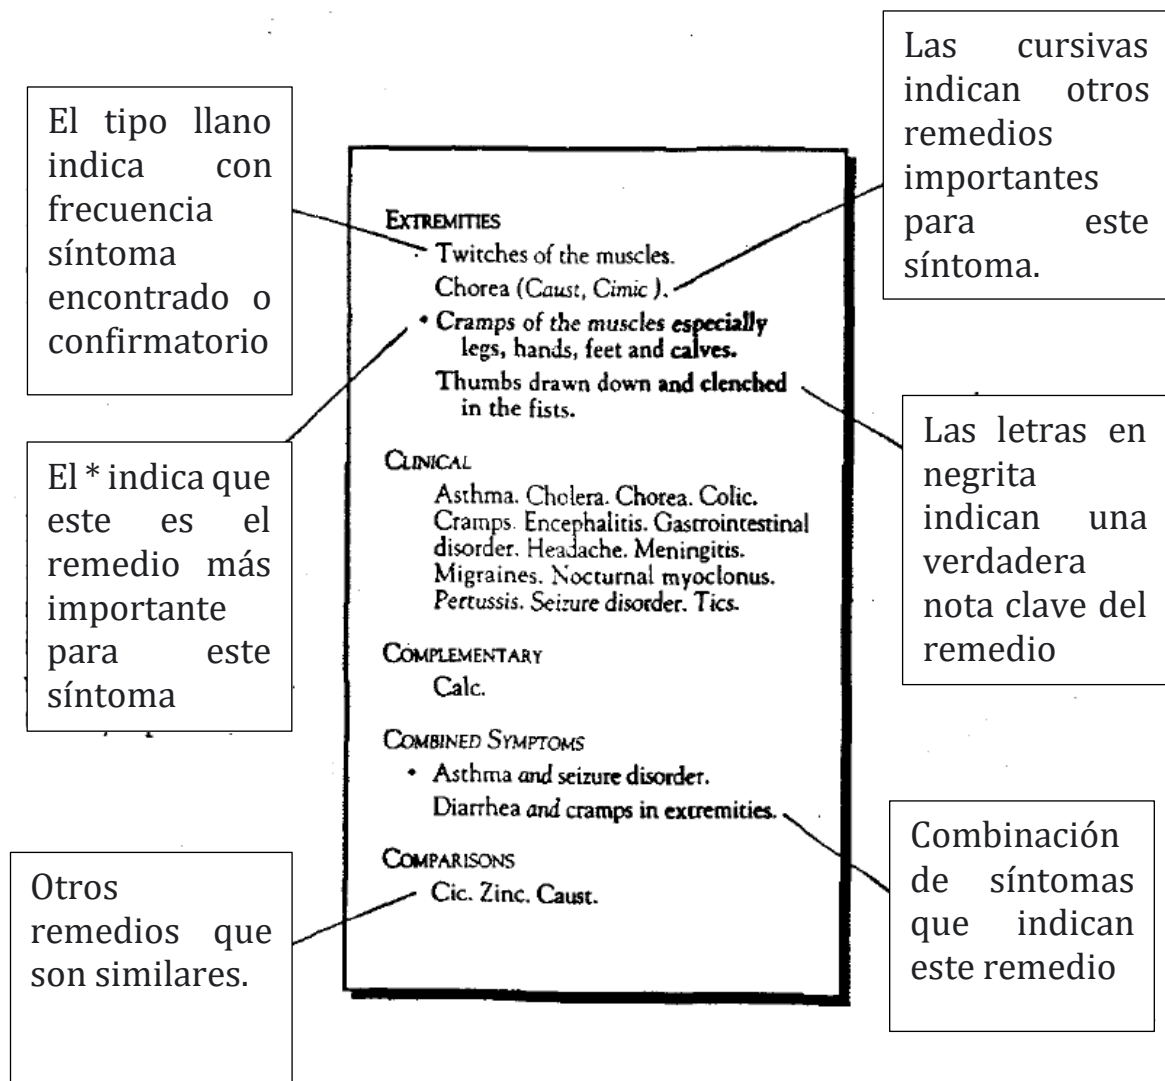 El tipo llano
indica con
frecuencia
síntoma
encontrado o
confirmatorio
El * indica que
este es el
remedio más
importante
para este
síntoma
Otros
remedios que
son similares.
EXTREMITIES
Twitches of the muscles.
Chorea (Caust, Cimic ).
• Cramps of the muscles especially
legs, hands, feet and calves.
Thumbs drawn down and clenched
in the fists.
CLINICAL
Asthma. Cholera. Chorea. Colic.
Cramps. Encephalitis. Gastrointestinal
disorder. Headache. Meningitis.
Migraines. Nocturnal myoclonus.
Pertussis. Seizure disorder. Tics.
COMPLEMENTARY
Calc.
COMBINED SYMPTOMS
• Asthma and seizure disorder.
Diarrhea and cramps in extremities.
COMPARISONS
Cic. Zinc. Caust.
Las cursivas
indican otros
remedios
importantes
para este
síntoma.
Las letras en
negrita
indican una
verdadera
nota clave del
remedio
Combinación
de síntomas
que indican
este remedio